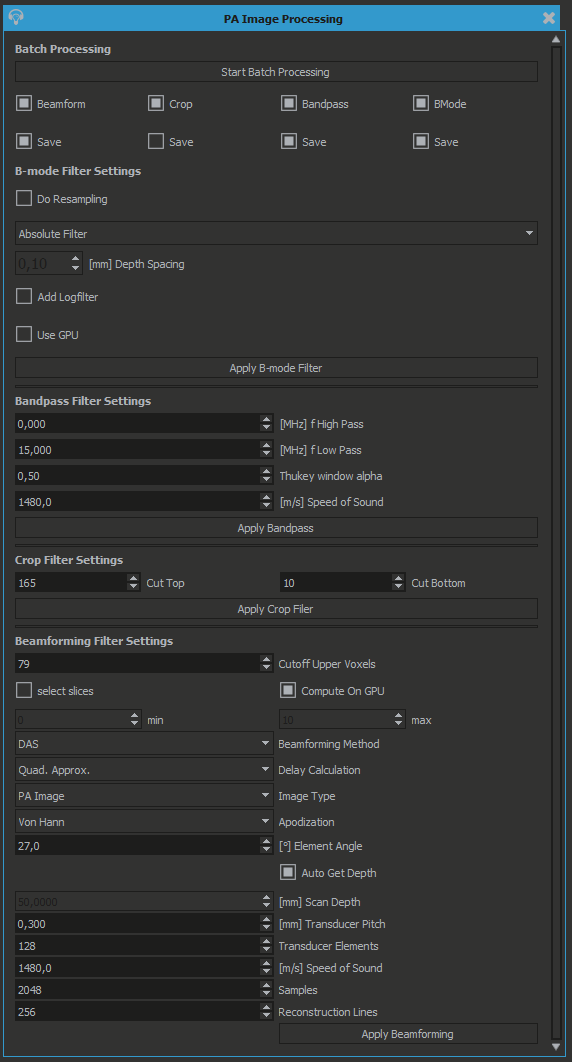 PA Image Processing
Batch Processing
Start Batch Processing
Beamform Crop Bandpass BMode
Save Save Save Save
B-mode Filter Settings
Do Resampling
Absolute Filter
0,10 [mm] Depth Spacing
Add Logfilter
Use GPU
Apply B-mode Filter
Bandpass Filter Settings
0,000 [MHz] f High Pass
15,000 [MHz] f Low Pass
0,50 Thukey window alpha
1480,0 [m/s] Speed of Sound
Apply Bandpass
Crop Filter Settings
165 Cut Top 10 Cut Bottom
Apply Crop Filer
Beamforming Filter Settings
79 Cutoff Upper Voxels
select slices Compute On GPU
0 min 10 max
DAS Beamforming Method
Quad. Approx. Delay Calculation
PA Image Image Type
Von Hann Apodization
27,0 [°] Element Angle
Auto Get Depth
50,0000 [mm] Scan Depth
0,300 [mm] Transducer Pitch
128 Transducer Elements
1480,0 [m/s] Speed of Sound
2048 Samples
256 Reconstruction Lines
Apply Beamforming